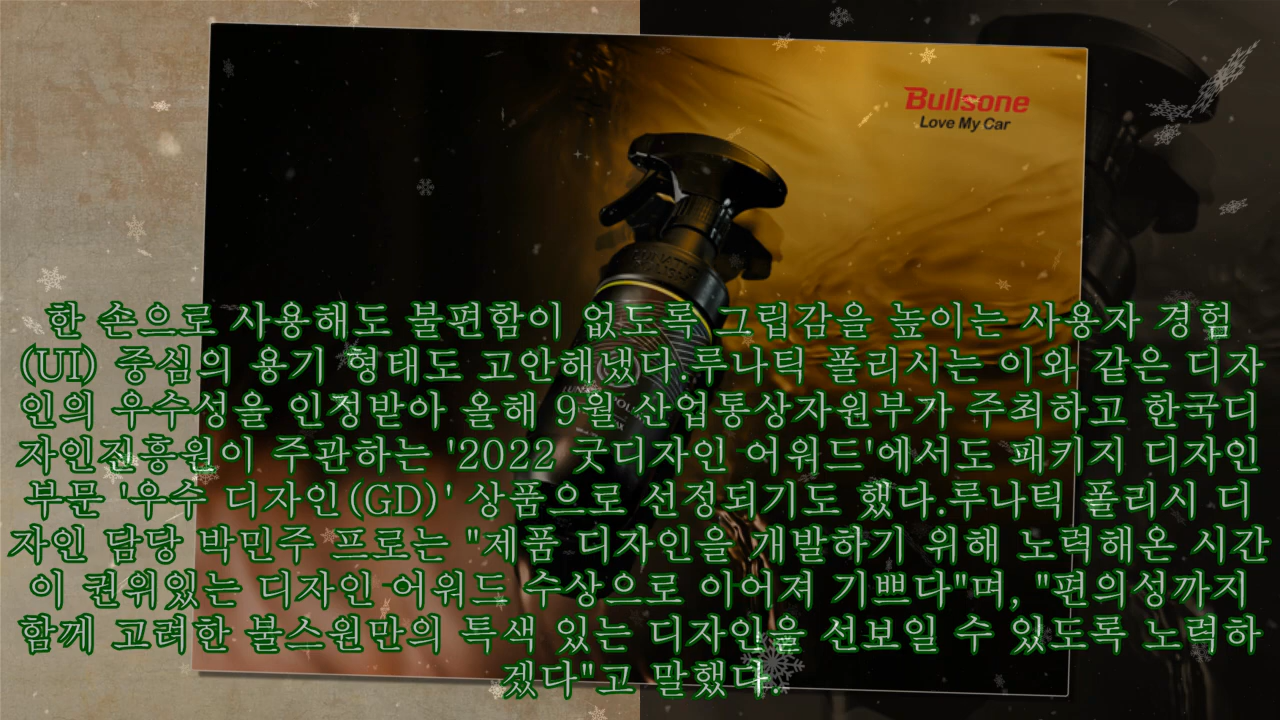 Bullsone
Love My Car
한 손으로 사용해도 불편함이 없도록 그립감을 높이는 사용자 경험
(UI) 중심의 용기 형태도 고안해냈다.루나틱 폴리시는 이와 같은 디자
인의 우수성을 인정받아 올해 9월 산업통상자원부가 주최하고 한국디
자인진흥원이 주관하는 '2022 굿디자인 어워드'에서도 패키지 디자인
부문 '우수 디자인(GD)' 상품으로 선정되기도 했다.루나틱 폴리시 디
자인 담당 박민주 프로는 "제품 디자인을 개발하기 위해 노력해온 시간
이 권위있는 디자인 어워드 수상으로 이어져 기쁘다"며, "편의성까지
함께 고려한 불스원만의 특색 있는 디자인을 선보일 수 있도록 노력하
겠다"고 말했다.